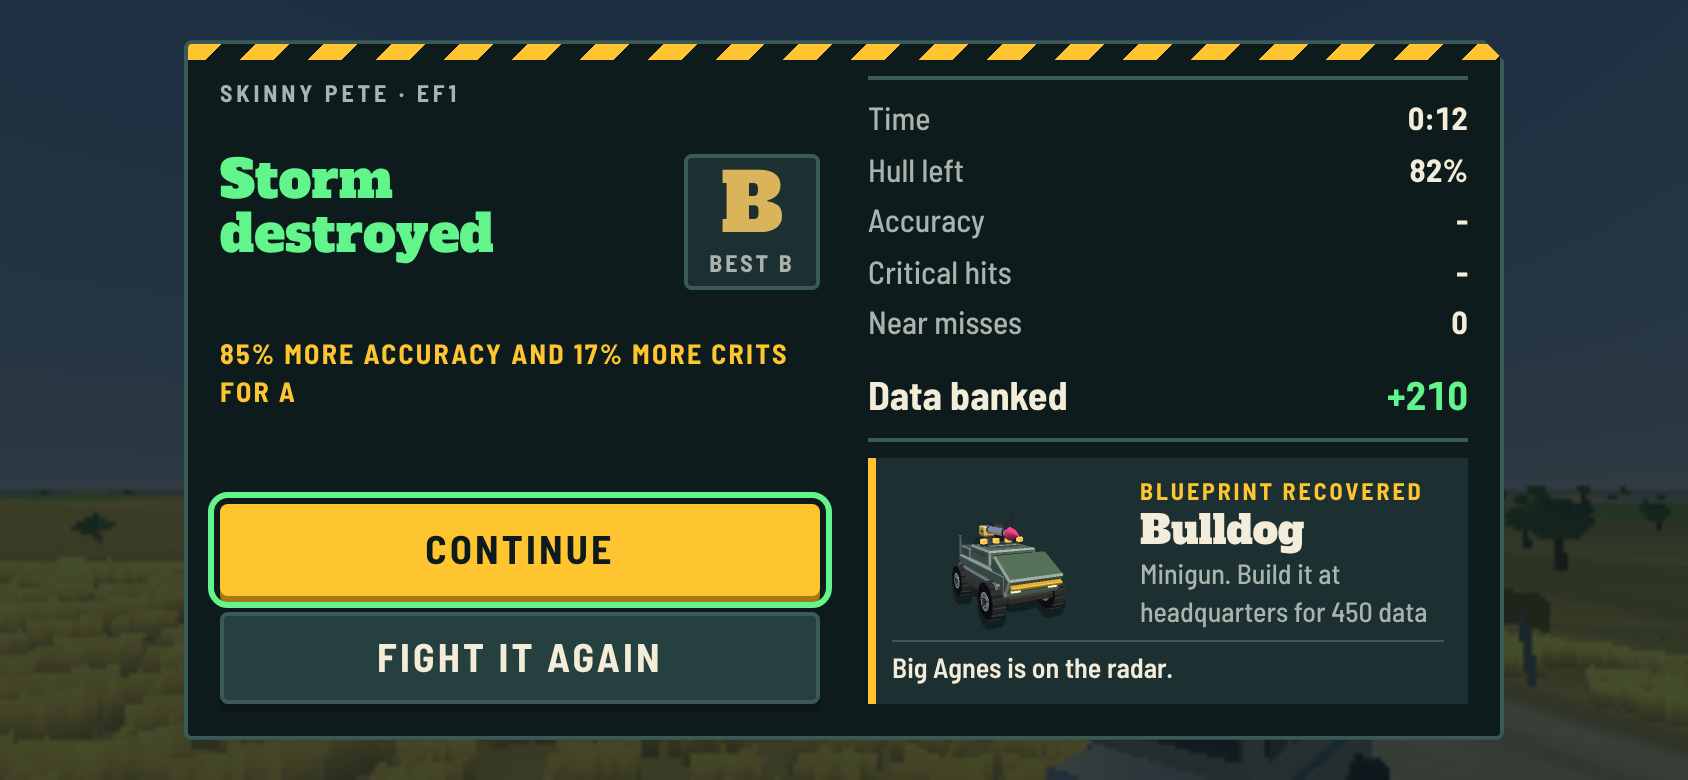 SKINNY PETE · EF1
Storm
destroyed
B
BEST B
85% MORE ACCURACY AND 17% MORE CRITS
FOR A
CONTINUE
FIGHT IT AGAIN
Time 0:12
Hull left 82%
Accuracy -
Critical hits -
Near misses 0
Data banked +210
BLUEPRINT RECOVERED
Bulldog
Minigun. Build it at
headquarters for 450 data
Big Agnes is on the radar.